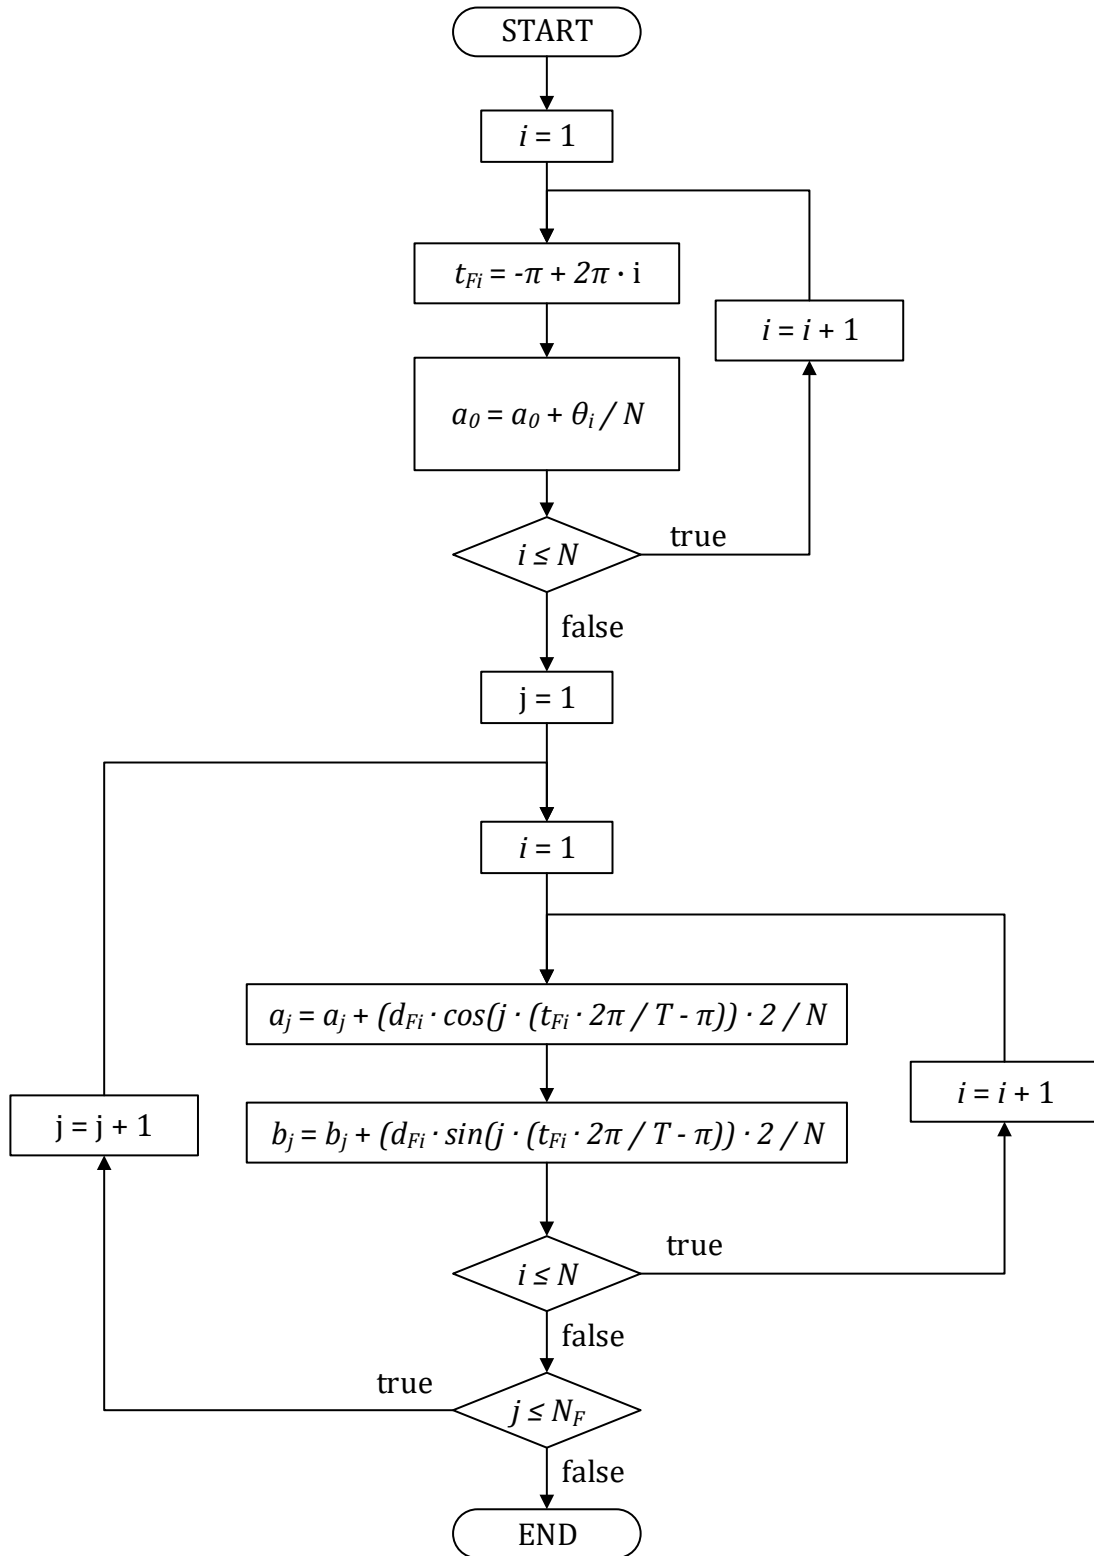 START
i = 1
t_Fi = -π + 2π · i
i = i + 1
a_0 = a_0 + θ_i / N
i ≤ N
true
false
j = 1
i = 1
a_j = a_j + (d_Fi · cos(j · (t_Fi · 2π / T - π)) · 2 / N
i = i + 1
j = j + 1
b_j = b_j + (d_Fi · sin(j · (t_Fi · 2π / T - π)) · 2 / N
i ≤ N
true
false
true
j ≤ N_F
false
END